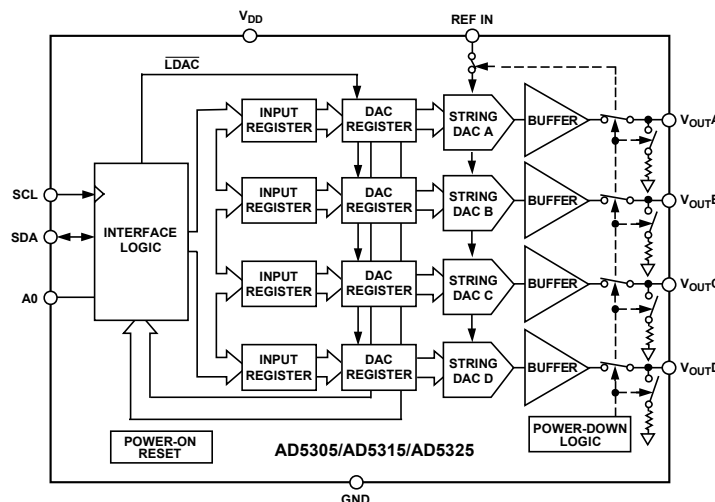 VDD
REF IN
LDAC
INPUT REGISTER
DAC REGISTER
STRING DAC A
BUFFER
VOUTA
SCL
SDA
A0
INTERFACE LOGIC
INPUT REGISTER
DAC REGISTER
STRING DAC B
BUFFER
VOUTB
INPUT REGISTER
DAC REGISTER
STRING DAC C
BUFFER
VOUTC
INPUT REGISTER
DAC REGISTER
STRING DAC D
BUFFER
VOUTD
POWER-ON RESET
AD5305/AD5315/AD5325
POWER-DOWN LOGIC
GND